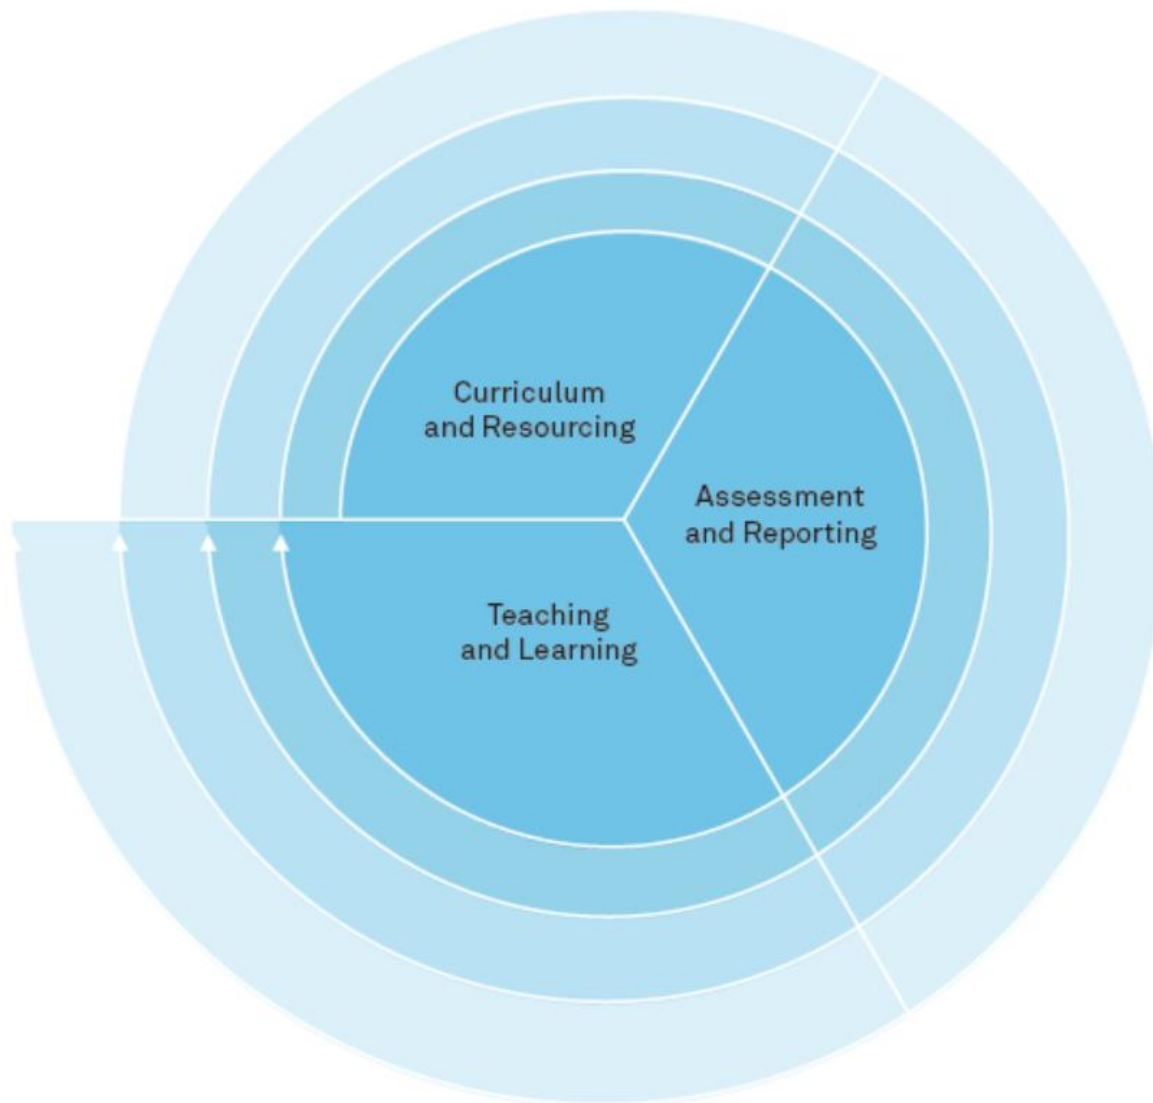 Curriculum
and Resourcing
Assessment
and Reporting
Teaching
and Learning